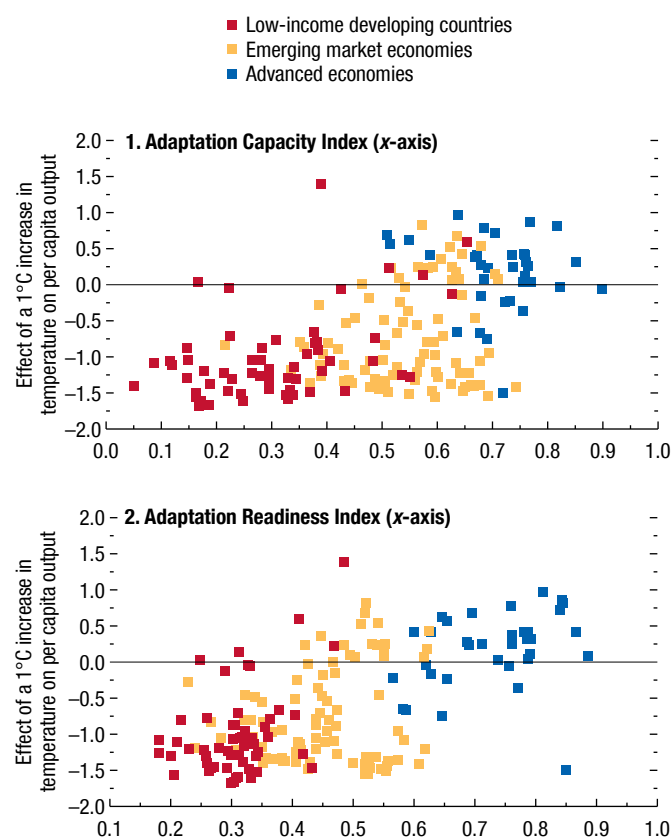 Low-income developing countries
Emerging market economies
Advanced economies
1. Adaptation Capacity Index (x-axis)
Effect of a 1°C increase in
temperature on per capita output
2.0
1.5
1.0
0.5
0.0
–0.5
–1.0
–1.5
–2.0
0.0 0.1 0.2 0.3 0.4 0.5 0.6 0.7 0.8 0.9 1.0
2. Adaptation Readiness Index (x-axis)
Effect of a 1°C increase in
temperature on per capita output
2.0
1.5
1.0
0.5
0.0
–0.5
–1.0
–1.5
–2.0
0.1 0.2 0.3 0.4 0.5 0.6 0.7 0.8 0.9 1.0